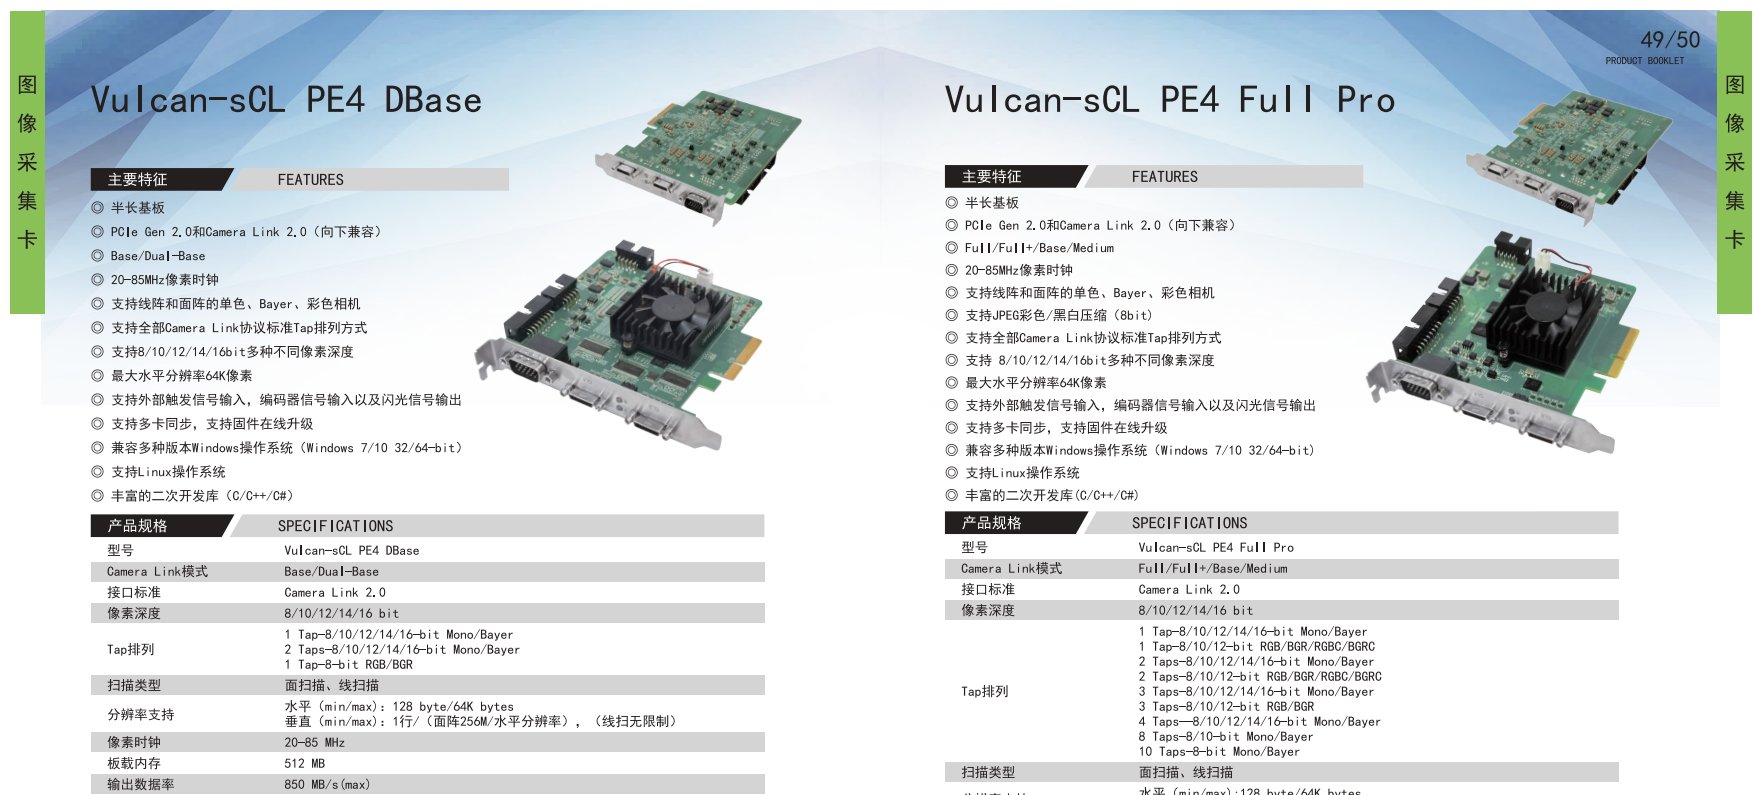 图
像
采
集
卡
Vulcan-sCL PE4 DBase
主要特征 FEATURES
◎ 半长基板
◎ PCIe Gen 2.0和Camera Link 2.0（向下兼容）
◎ Base/Dual-Base
◎ 20-85MHz像素时钟
◎ 支持线阵和面阵的单色、Bayer、彩色相机
◎ 支持全部Camera Link协议标准Tap排列方式
◎ 支持8/10/12/14/16bit多种不同像素深度
◎ 最大水平分辨率64K像素
◎ 支持外部触发信号输入，编码器信号输入以及闪光信号输出
◎ 支持多卡同步，支持固件在线升级
◎ 兼容多种版本Windows操作系统（Windows 7/10 32/64-bit）
◎ 支持Linux操作系统
◎ 丰富的二次开发库（C/C++/C#）
产品规格 SPECIFICATIONS
型号 Vulcan-sCL PE4 DBase
Camera Link模式 Base/Dual-Base
接口标准 Camera Link 2.0
像素深度 8/10/12/14/16 bit
Tap排列
1 Tap-8/10/12/14/16-bit Mono/Bayer
2 Taps-8/10/12/14/16-bit Mono/Bayer
1 Tap-8-bit RGB/BGR
扫描类型 面扫描、线扫描
分辨率支持
水平（min/max）：128 byte/64K bytes
垂直（min/max）：1行/（面阵256M/水平分辨率），（线扫无限制）
像素时钟 20-85 MHz
板载内存 512 MB
输出数据率 850 MB/s(max)
49/50
PRODUCT BOOKLET
Vulcan-sCL PE4 Full Pro
主要特征 FEATURES
◎ 半长基板
◎ PCIe Gen 2.0和Camera Link 2.0（向下兼容）
◎ Full/Full+/Base/Medium
◎ 20-85MHz像素时钟
◎ 支持线阵和面阵的单色、Bayer、彩色相机
◎ 支持JPEG彩色/黑白压缩（8bit)
◎ 支持全部Camera Link协议标准Tap排列方式
◎ 支持 8/10/12/14/16bit多种不同像素深度
◎ 最大水平分辨率64K像素
◎ 支持外部触发信号输入，编码器信号输入以及闪光信号输出
◎ 支持多卡同步，支持固件在线升级
◎ 兼容多种版本Windows操作系统（Windows 7/10 32/64-bit)
◎ 支持Linux操作系统
◎ 丰富的二次开发库(C/C++/C#)
产品规格 SPECIFICATIONS
型号 Vulcan-sCL PE4 Full Pro
Camera Link模式 Full/Full+/Base/Medium
接口标准 Camera Link 2.0
像素深度 8/10/12/14/16 bit
Tap排列
1 Tap-8/10/12/14/16-bit Mono/Bayer
1 Tap-8/10/12-bit RGB/BGR/RGBC/BGRC
2 Taps-8/10/12/14/16-bit Mono/Bayer
2 Taps-8/10/12-bit RGB/BGR/RGBC/BGRC
3 Taps-8/10/12/14/16-bit Mono/Bayer
3 Taps-8/10/12-bit RGB/BGR
4 Taps--8/10/12/14/16-bit Mono/Bayer
8 Taps-8/10-bit Mono/Bayer
10 Taps-8-bit Mono/Bayer
扫描类型 面扫描、线扫描
水平（min/max):128 byte/64K bytes
图
像
采
集
卡